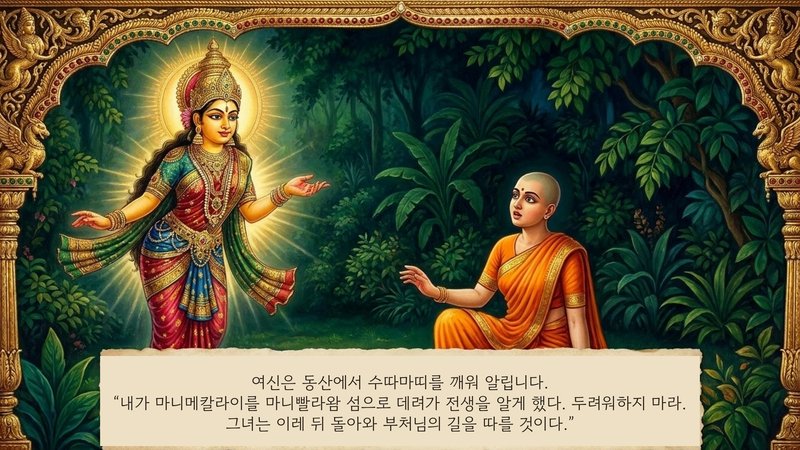 여신은 동산에서 수따마띠를 깨워 알립니다.
“내가 마니메칼라이를 마니빨라왐 섬으로 데려가 전생을 알게 했다. 두려워하지 마라.
그녀는 이레 뒤 돌아와 부처님의 길을 따를 것이다.”